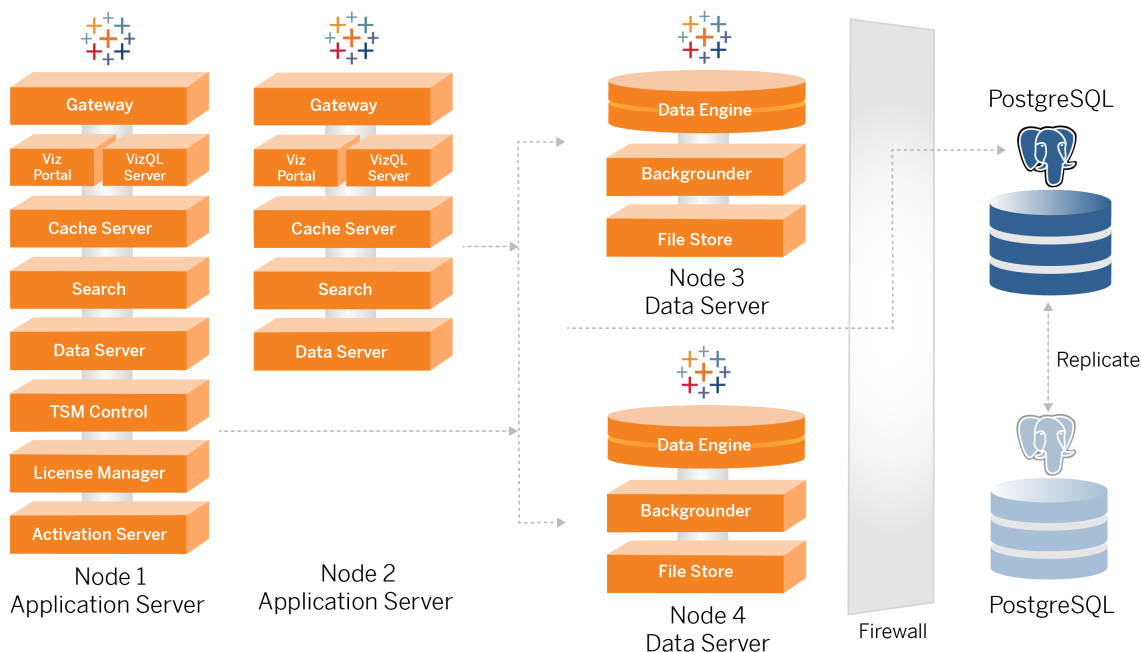 Gateway
Viz
Portal
VizQL
Server
Cache Server
Search
Data Server
TSM Control
License Manager
Activation Server
Node 1
Application Server
Gateway
Viz
Portal
VizQL
Server
Cache Server
Search
Data Server
Node 2
Application Server
Data Engine
Backgrounder
File Store
Node 3
Data Server
Data Engine
Backgrounder
File Store
Node 4
Data Server
Firewall
PostgreSQL
Replicate
PostgreSQL